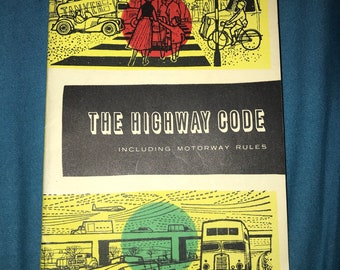 THE HIGHWAY CODE
INCLUDING MOTORWAY RULES